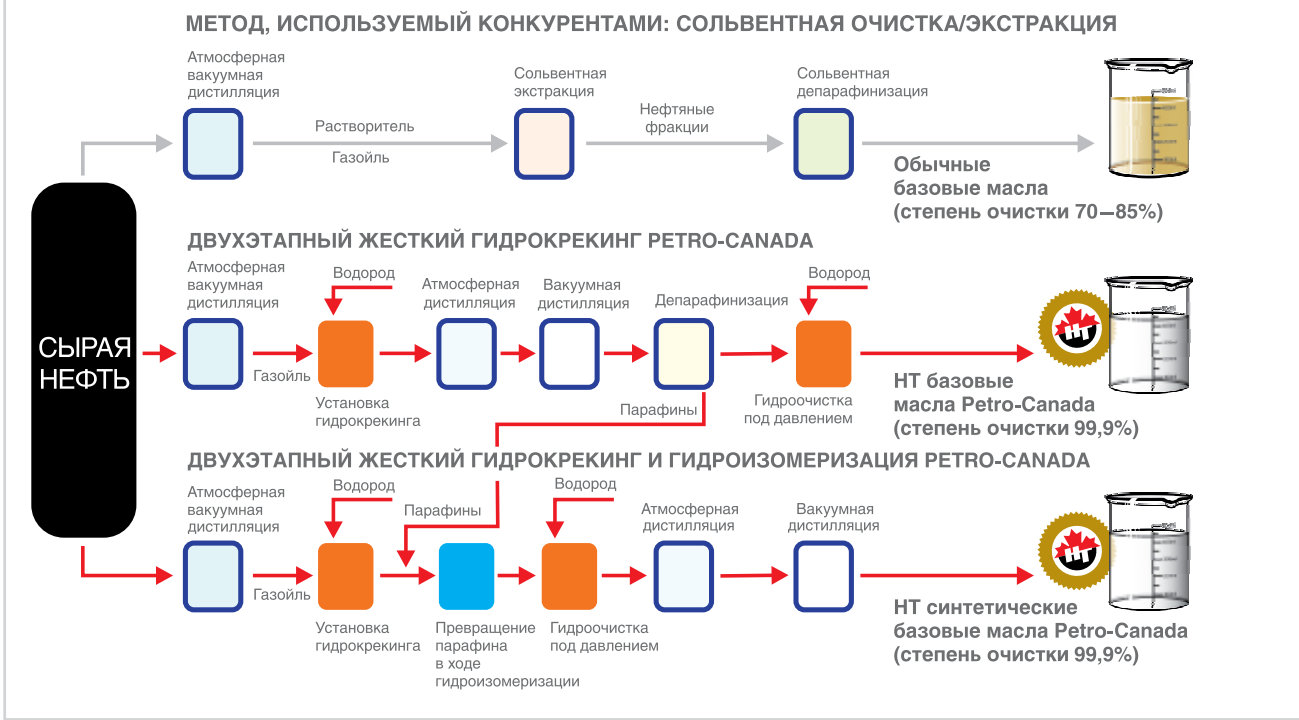 МЕТОД, ИСПОЛЬЗУЕМЫЙ КОНКУРЕНТАМИ: СОЛЬВЕНТНАЯ ОЧИСТКА/ЭКСТРАКЦИЯ
Атмосферная
вакуумная
дистилляция
Растворитель
Газойль
Сольвентная
экстракция
Нефтяные
фракции
Сольвентная
депарафинизация
Обычные
базовые масла
(степень очистки 70—85%)
СЫРАЯ
НЕФТЬ
ДВУХЭТАПНЫЙ ЖЕСТКИЙ ГИДРОКРЕКИНГ PETRO-CANADA
Атмосферная
вакуумная
дистилляция
Газойль
Водород
Установка
гидрокрекинга
Атмосферная
дистилляция
Вакуумная
дистилляция
Депарафинизация
Парафины
Водород
Гидроочистка
под давлением
HT
HT базовые
масла Petro-Canada
(степень очистки 99,9%)
ДВУХЭТАПНЫЙ ЖЕСТКИЙ ГИДРОКРЕКИНГ И ГИДРОИЗОМЕРИЗАЦИЯ PETRO-CANADA
Атмосферная
вакуумная
дистилляция
Газойль
Водород
Установка
гидрокрекинга
Парафины
Превращение
парафина
в ходе
гидроизомеризации
Водород
Гидроочистка
под давлением
Атмосферная
дистилляция
Вакуумная
дистилляция
HT
HT синтетические
базовые масла Petro-Canada
(степень очистки 99,9%)